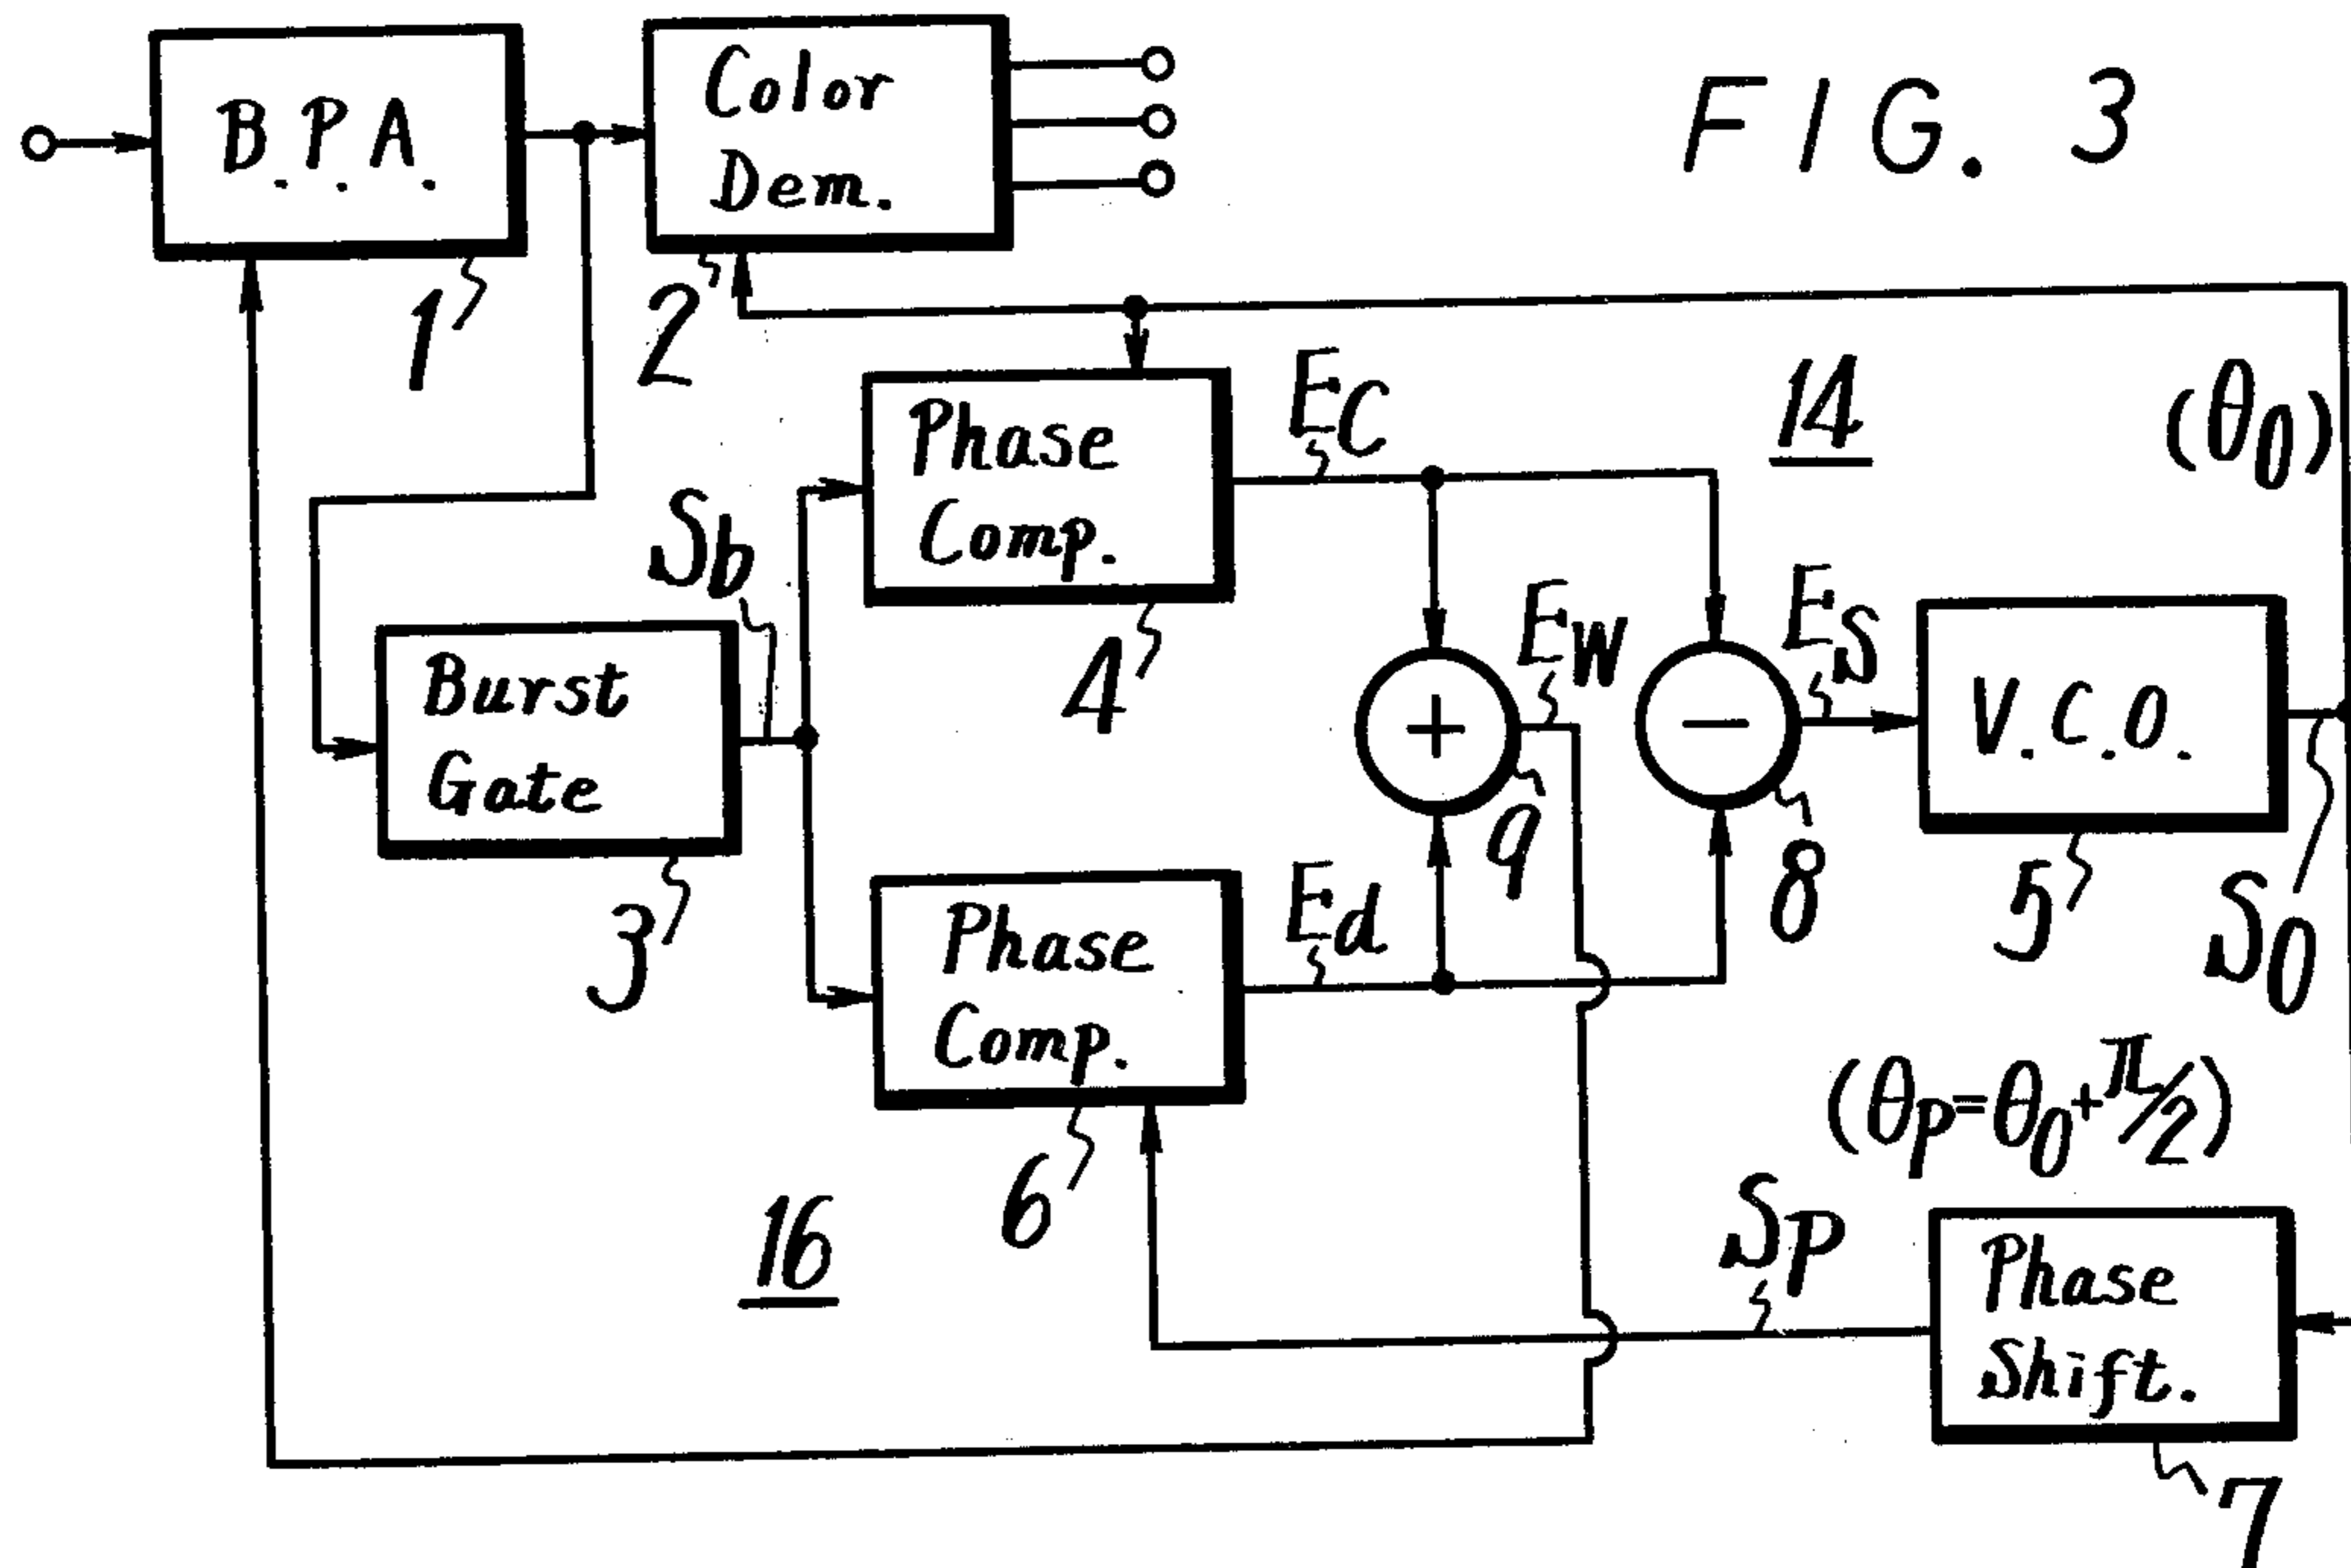 FIG. 3
B.P.A.
1
Color
Dem.
2
14
(θ0)
Phase
Comp.
4
EC
Sb
Burst
Gate
3
+
EW
9
−
ES
8
V.C.O.
5
S0
Phase
Comp.
6
Ed
(θP=θ0+π/2)
16
SP
Phase
Shift.
7